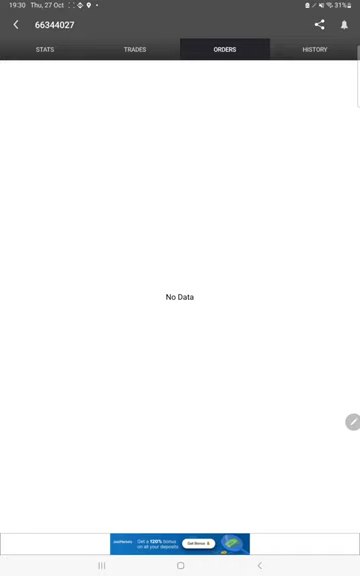 19:30 Thu, 27 Oct
31%
66344027
STATS TRADES ORDERS HISTORY
No Data
Get a 120% bonus
on all your deposits
Get Bonus